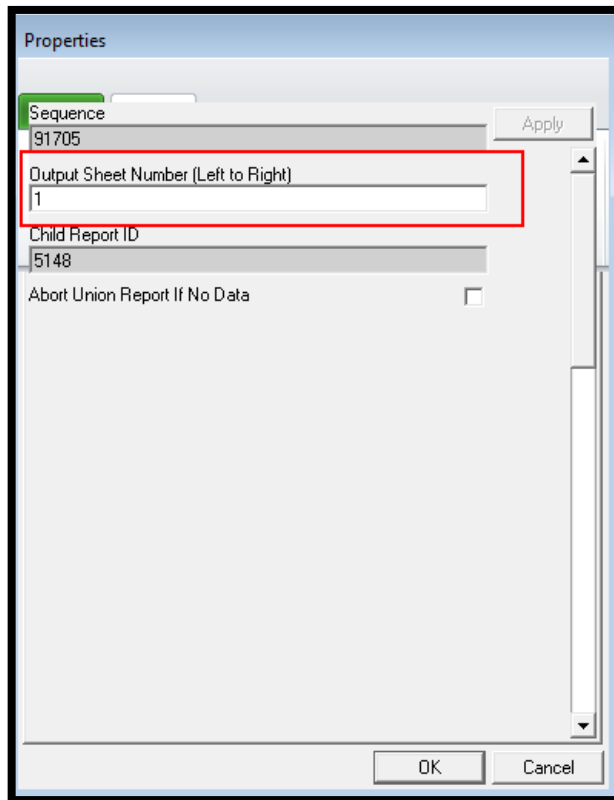 Properties
Sequence
Apply
91705
Output Sheet Number (Left to Right)
1
Child Report ID
5148
Abort Union Report If No Data
OK
Cancel